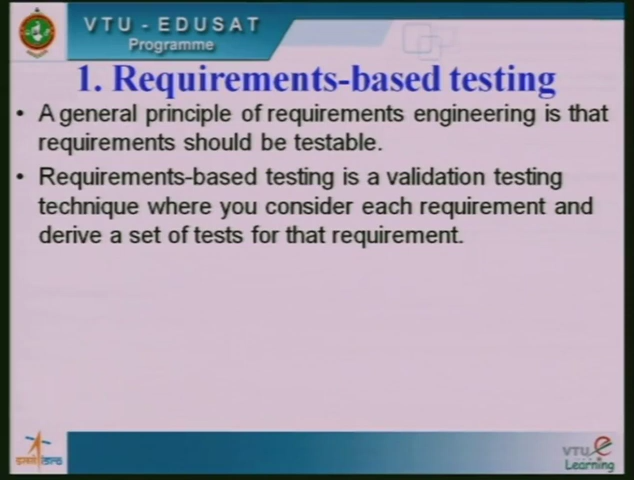 VTU - EDUSAT
Programme
1. Requirements-based testing
• A general principle of requirements engineering is that
requirements should be testable.
• Requirements-based testing is a validation testing
technique where you consider each requirement and
derive a set of tests for that requirement.
VTU e
Learning